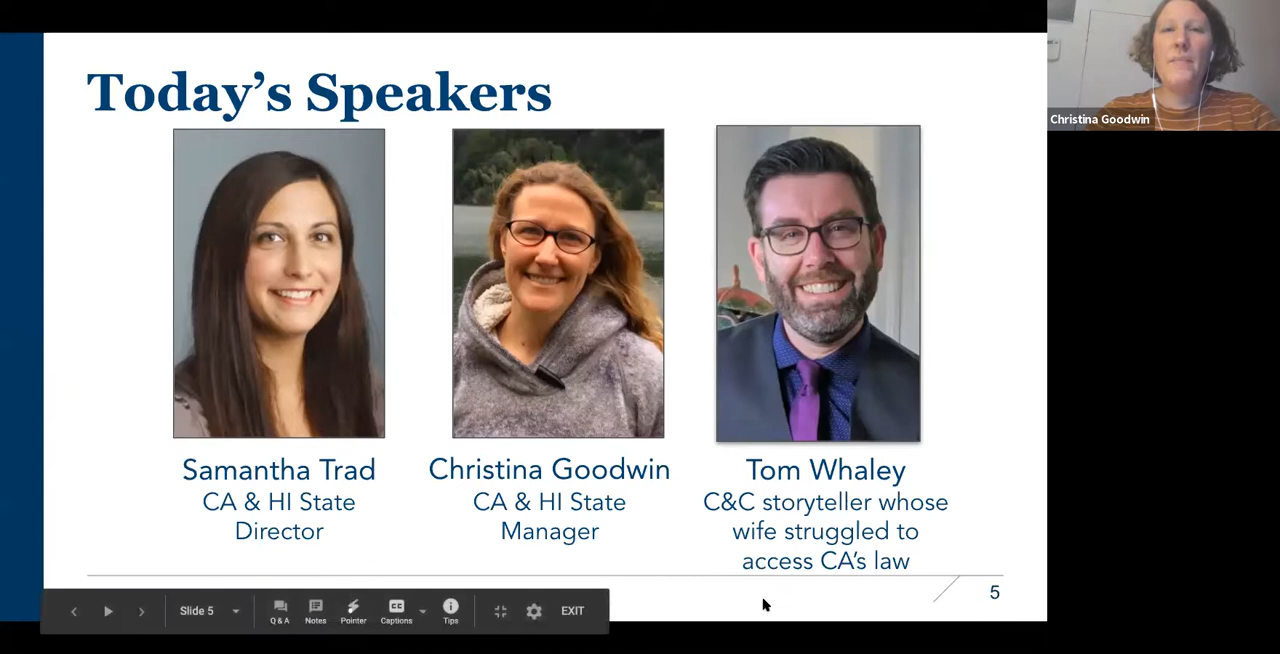 Today's Speakers
Christina Goodwin
Samantha Trad
CA & HI State
Director
Christina Goodwin
CA & HI State
Manager
Tom Whaley
C&C storyteller whose
wife struggled to
access CA's law
5
Slide 5
Q & A
Notes
Pointer
CC
Captions
Tips
EXIT